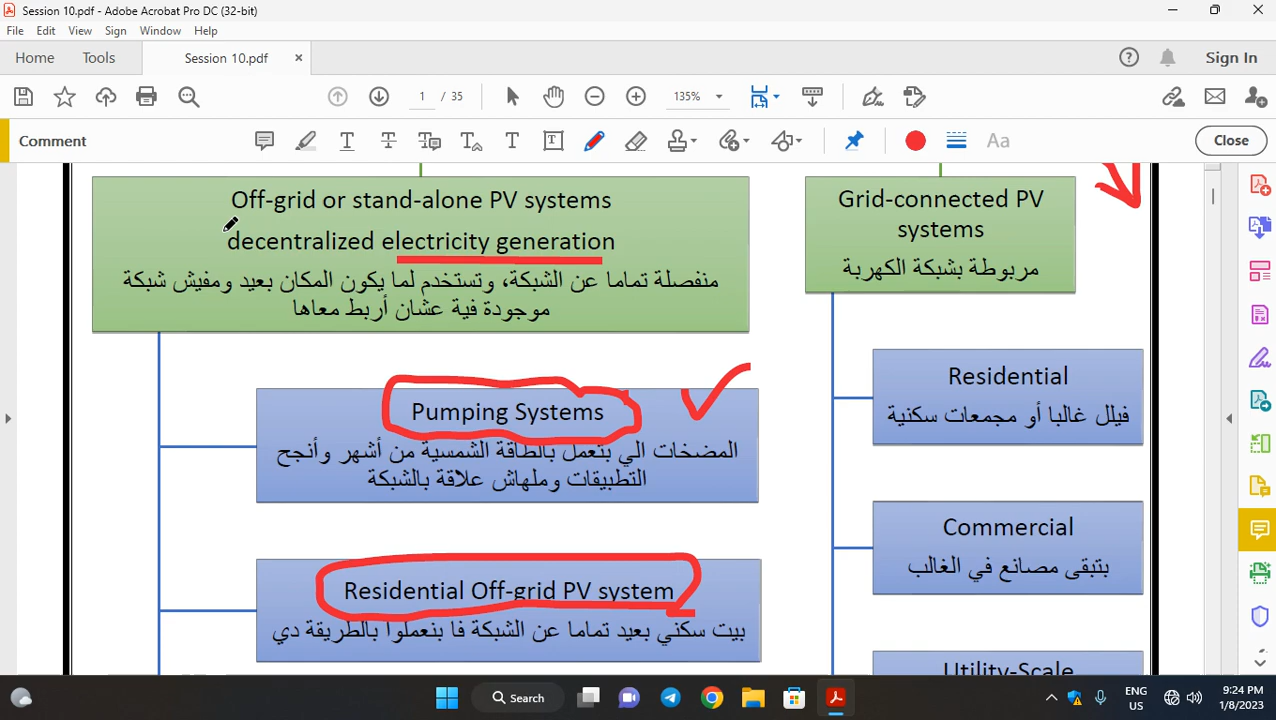 Session 10.pdf - Adobe Acrobat Pro DC (32-bit)
File Edit View Sign Window Help
Home Tools Session 10.pdf × Sign In
1 / 35 135%
Comment Aa Close
Off-grid or stand-alone PV systems
decentralized electricity generation
منفصلة تماما عن الشبكة، وتستخدم لما يكون المكان بعيد ومفيش شبكة
موجودة فية عشان أربط معاها
Grid-connected PV
systems
مربوطة بشبكة الكهربة
Pumping Systems
المضخات الي بتعمل بالطاقة الشمسية من أشهر وأنجح
التطبيقات وملهاش علاقة بالشبكة
Residential
فيلل غالبا أو مجمعات سكنية
Commercial
بتبقى مصانع في الغالب
Residential Off-grid PV system
بيت سكني بعيد تماما عن الشبكة فا بنعملوا بالطريقة دي
Utility-Scale
Search
ENG
US
9:24 PM
1/8/2023